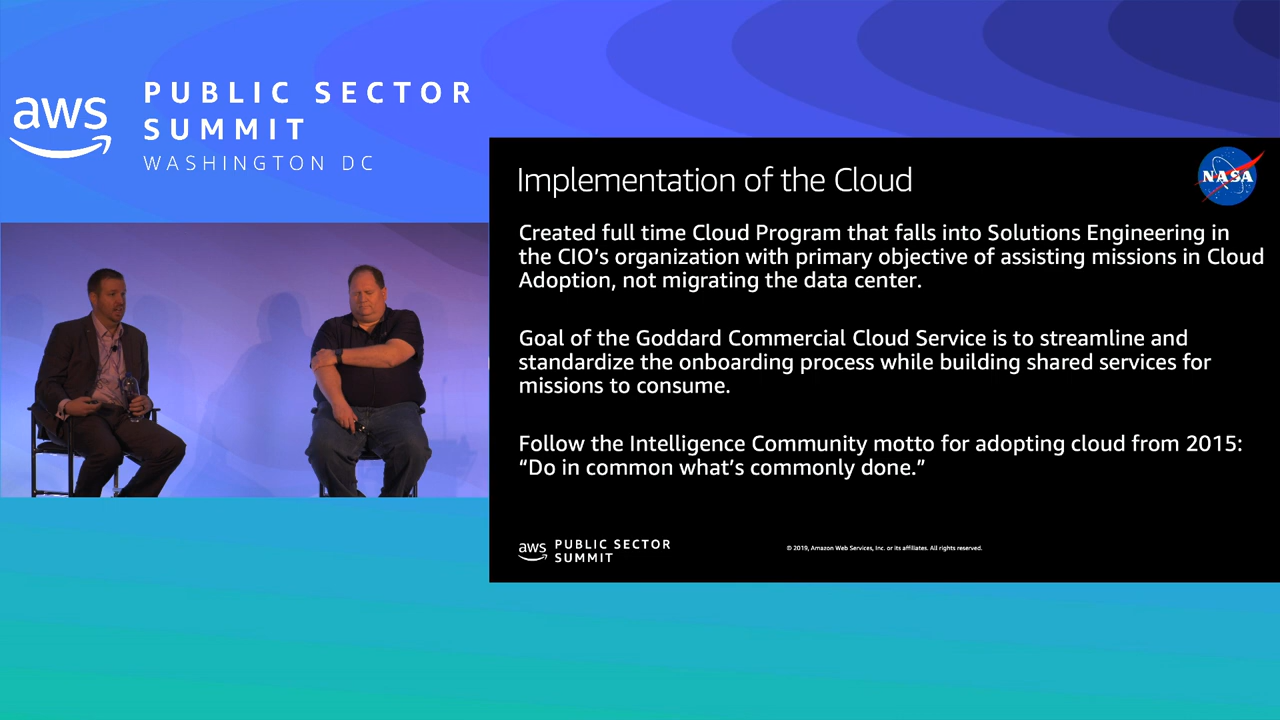 aws
PUBLIC SECTOR
SUMMIT
WASHINGTON DC
Implementation of the Cloud
NASA
Created full time Cloud Program that falls into Solutions Engineering in
the CIO’s organization with primary objective of assisting missions in Cloud
Adoption, not migrating the data center.
Goal of the Goddard Commercial Cloud Service is to streamline and
standardize the onboarding process while building shared services for
missions to consume.
Follow the Intelligence Community motto for adopting cloud from 2015:
“Do in common what’s commonly done.”
aws PUBLIC SECTOR
SUMMIT
© 2019, Amazon Web Services, Inc. or its affiliates. All rights reserved.